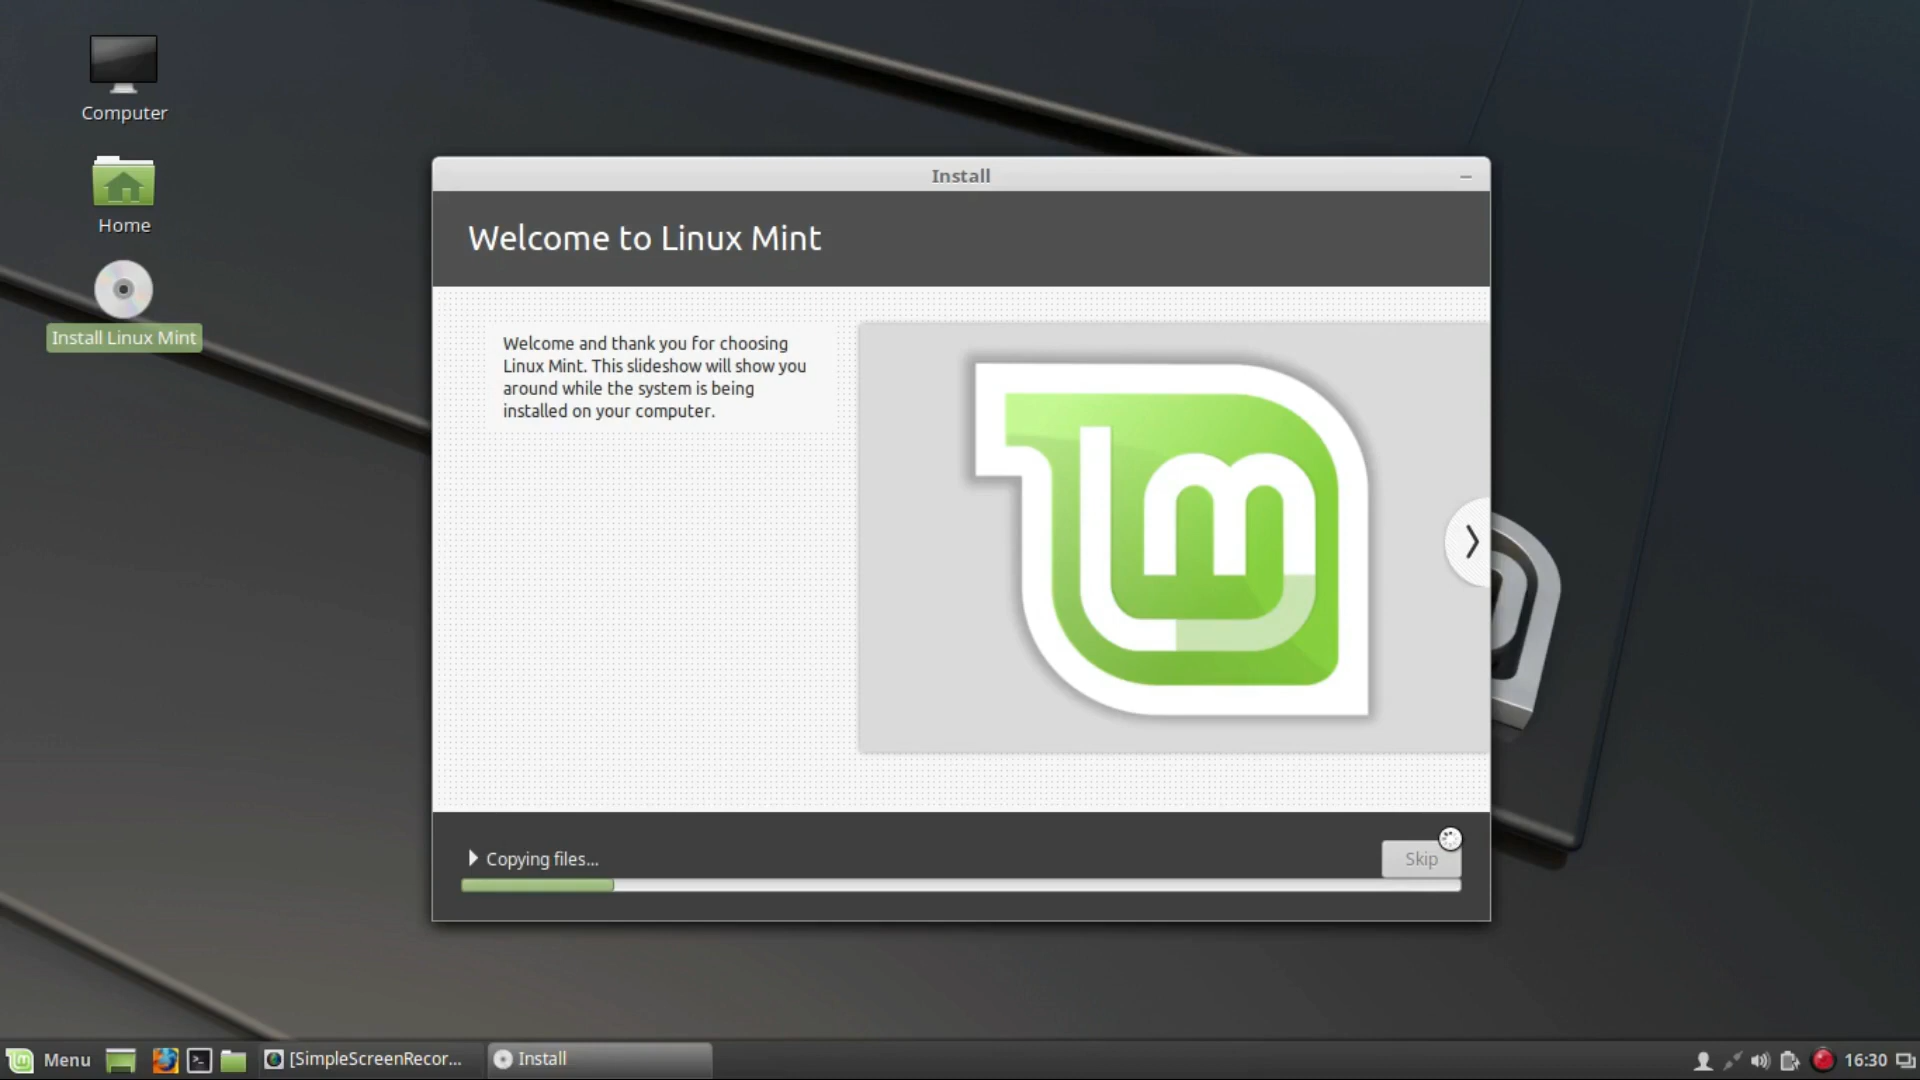 Computer
Home
Install Linux Mint
Install
Welcome to Linux Mint
Welcome and thank you for choosing
Linux Mint. This slideshow will show you
around while the system is being
installed on your computer.
Copying files...
Skip
Menu
[SimpleScreenRecor...
Install
16:30